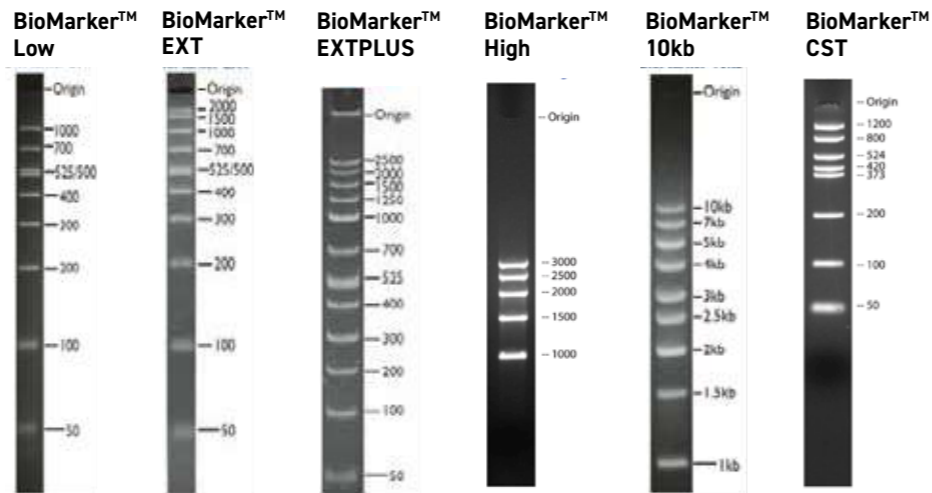 BioMarker™ Low
BioMarker™ EXT
BioMarker™ EXTPLUS
BioMarker™ High
BioMarker™ 10kb
BioMarker™ CST
Origin
1000
700
525/500
400
300
200
100
50
Origin
2000
1500
1000
700
525/500
400
300
200
100
50
Origin
2500
2000
1500
1250
1000
700
525
400
300
200
100
50
Origin
3000
2500
2000
1500
1000
Origin
10kb
7kb
5kb
4kb
3kb
2.5kb
2kb
1.5kb
1kb
Origin
1200
800
524
420
373
200
100
50